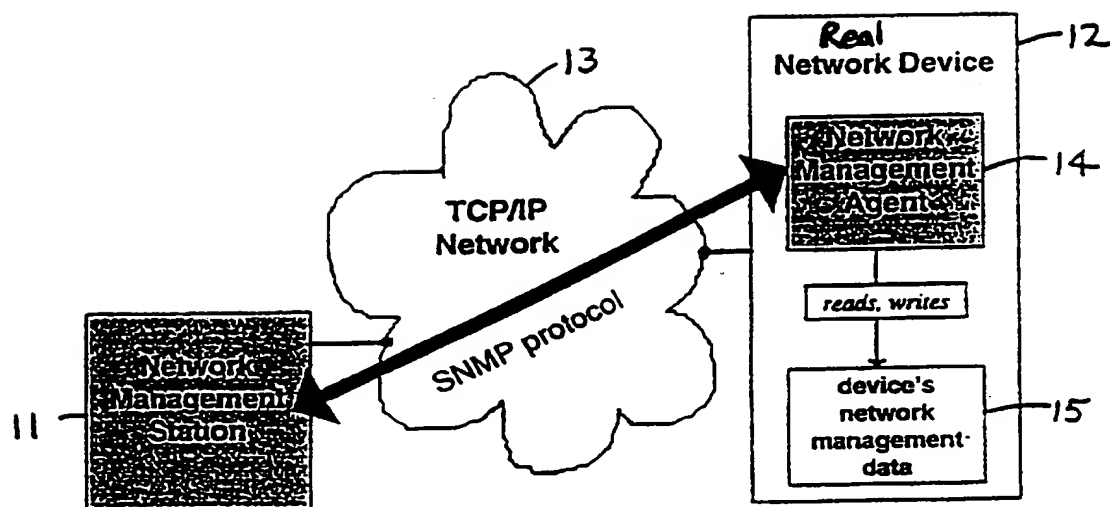 13
Real
Network Device
12
Network
Management
Agent
14
TCP/IP
Network
reads, writes
SNMP protocol
device's
network
management
data
15
Network
Management
Station
11